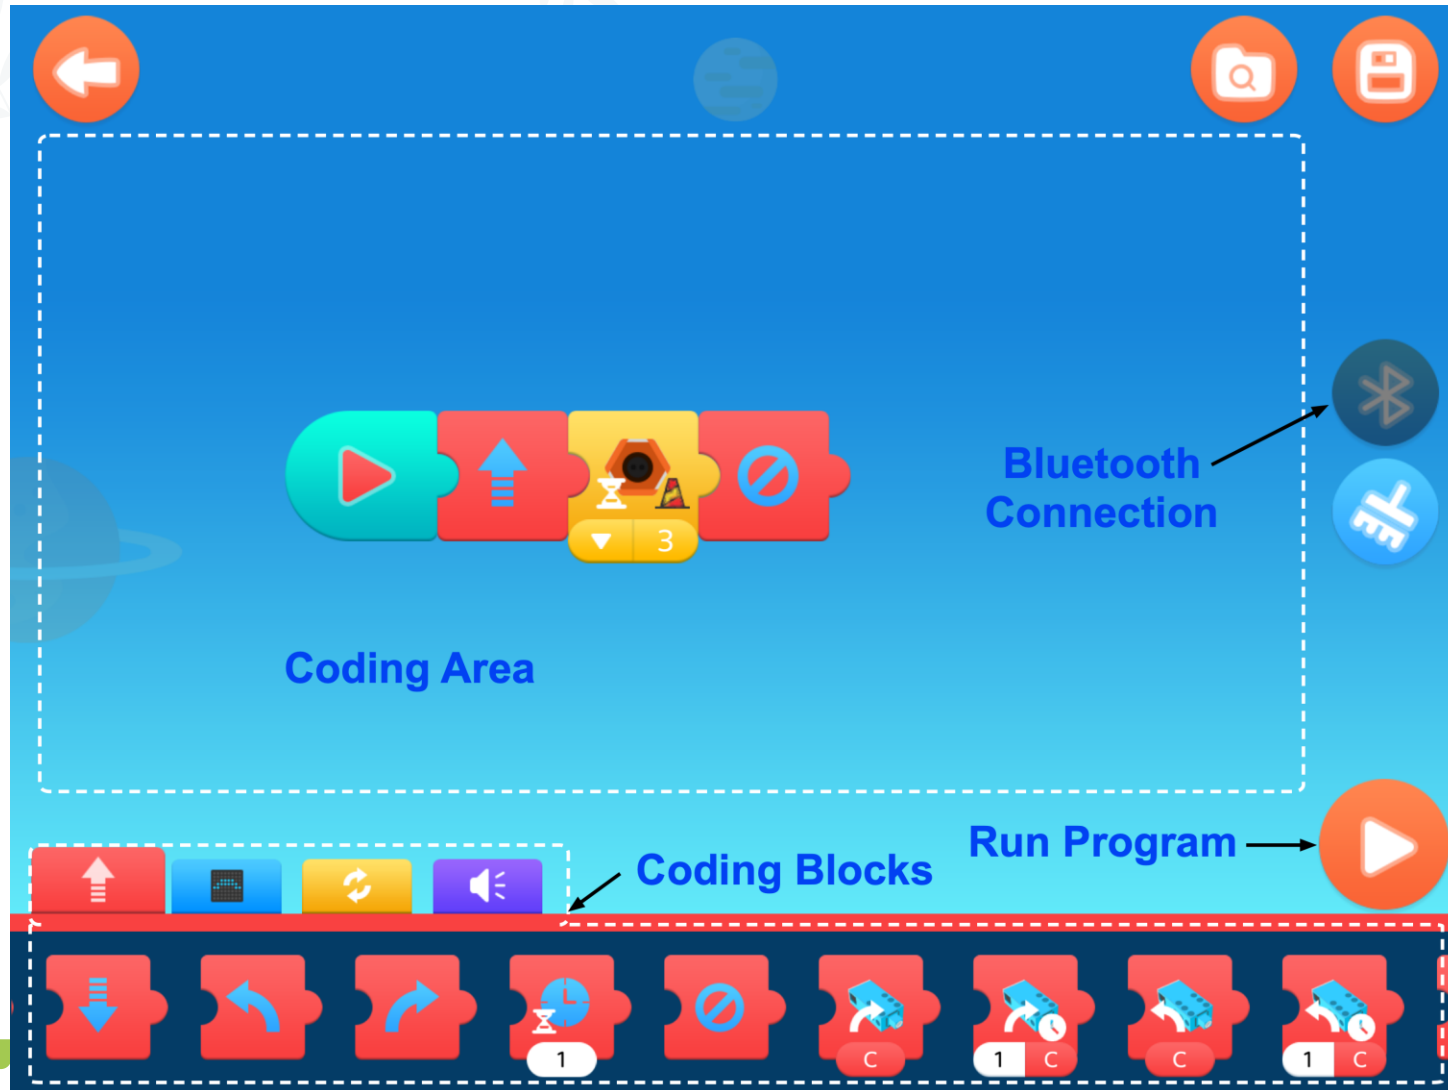 3
Bluetooth
Connection
Coding Area
Run Program
Coding Blocks
1
C
1 C
C
1 C